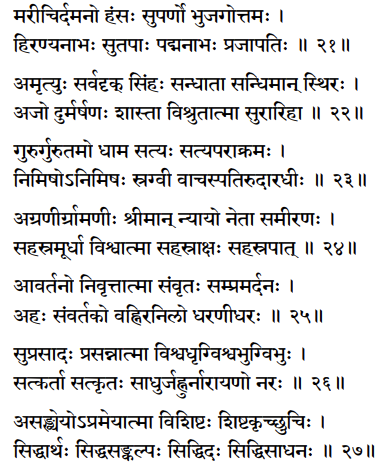 मरीचिर्दमनो हंसः सुपर्णो भुजगोत्तमः ।
हिरण्यनाभः सुतपाः पद्मनाभः प्रजापतिः ॥ २१॥
अमृत्युः सर्वदृक् सिंहः सन्धाता सन्धिमान् स्थिरः ।
अजो दुर्मर्षणः शास्ता विश्रुतात्मा सुरारिहा ॥ २२॥
गुरुर्गुरुतमो धाम सत्यः सत्यपराक्रमः ।
निमिषोऽनिमिषः स्रग्वी वाचस्पतिरुदारधीः ॥ २३॥
अग्रणीर्ग्रामणीः श्रीमान् न्यायो नेता समीरणः ।
सहस्रमूर्धा विश्वात्मा सहस्राक्षः सहस्रपात् ॥ २४॥
आवर्तनो निवृत्तात्मा संवृतः सम्प्रमर्दनः ।
अहः संवर्तको वह्निरनिलो धरणीधरः ॥ २५॥
सुप्रसादः प्रसन्नात्मा विश्वधृग्विश्वभुग्विभुः ।
सत्कर्ता सत्कृतः साधुर्जह्नुर्नारायणो नरः ॥ २६॥
असङ्ख्येयोऽप्रमेयात्मा विशिष्टः शिष्टकृच्छुचिः ।
सिद्धार्थः सिद्धसङ्कल्पः सिद्धिदः सिद्धिसाधनः ॥ २७॥